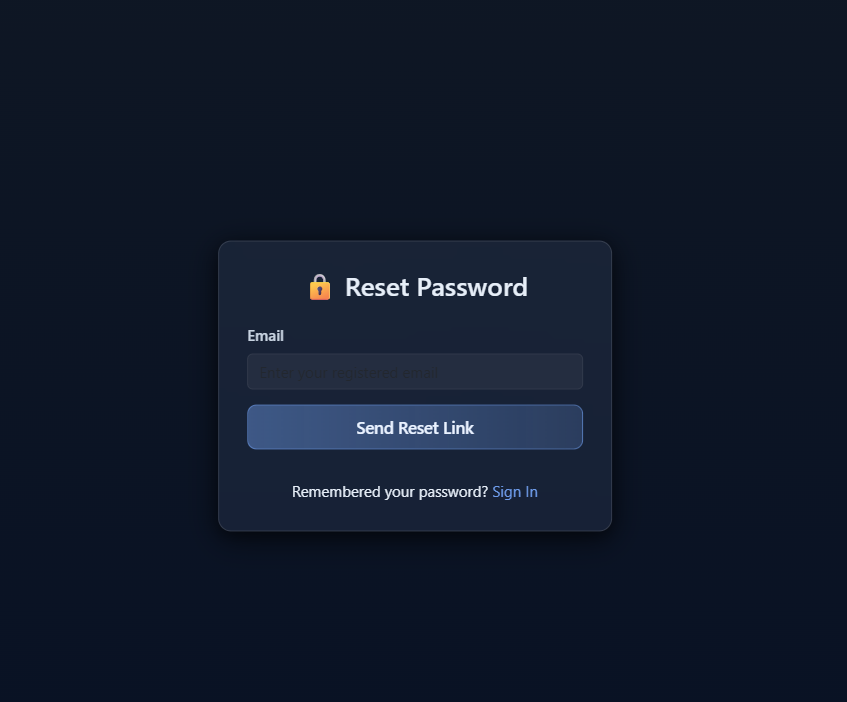 Reset Password
Email
Enter your registered email
Send Reset Link
Remembered your password? Sign In